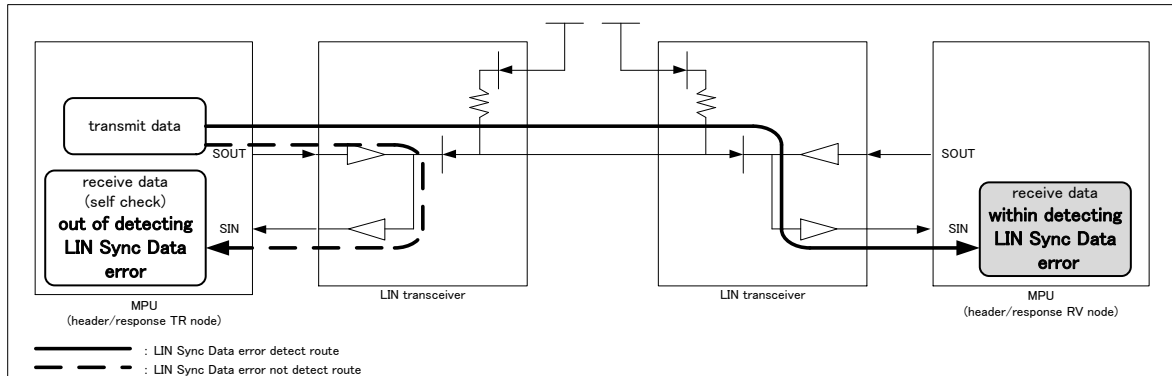 transmit data
SOUT
receive data
(self check)
out of detecting
LIN Sync Data
error
SIN
MPU
(header/response TR node)
LIN transceiver
LIN transceiver
SOUT
SIN
receive data
within detecting
LIN Sync Data
error
MPU
(header/response RV node)
: LIN Sync Data error detect route
: LIN Sync Data error not detect route